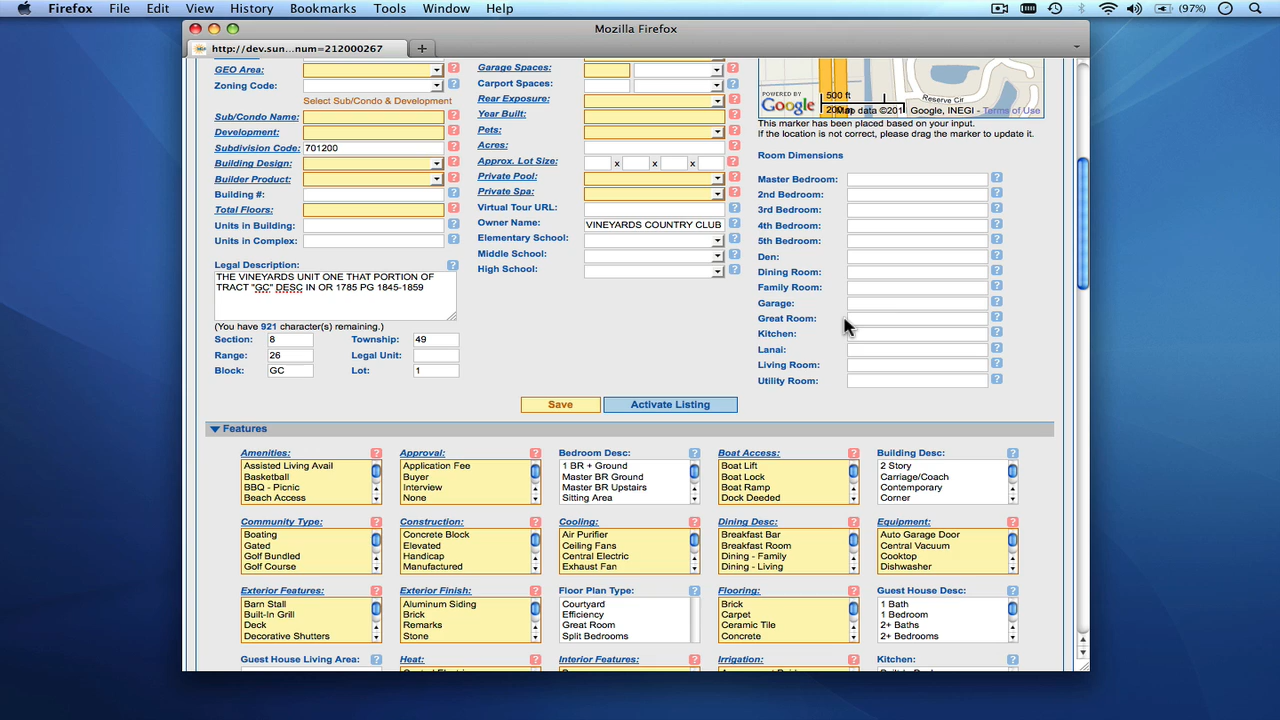 Firefox File Edit View History Bookmarks Tools Window Help (97%)
Mozilla Firefox
http://dev.sun...num=212000267
GEO Area:
Zoning Code:
Select Sub/Condo & Development
Sub/Condo Name:
Development:
Subdivision Code: 701200
Building Design:
Builder Product:
Building #:
Total Floors:
Units in Building:
Units in Complex:
Legal Description:
THE VINEYARDS UNIT ONE THAT PORTION OF
TRACT "GC" DESC IN OR 1785 PG 1845-1859
(You have 921 character(s) remaining.)
Section: 8 Township: 49
Range: 26 Legal Unit:
Block: GC Lot: 1
Garage Spaces:
Carport Spaces:
Rear Exposure:
Year Built:
Pets:
Acres:
Approx. Lot Size: x x x
Private Pool:
Private Spa:
Virtual Tour URL:
Owner Name: VINEYARDS COUNTRY CLUB
Elementary School:
Middle School:
High School:
POWERED BY
Google
500 ft
Reserve Cir
Google, INEGI - Terms of Use
This marker has been placed based on your input.
If the location is not correct, please drag the marker to update it.
Room Dimensions
Master Bedroom:
2nd Bedroom:
3rd Bedroom:
4th Bedroom:
5th Bedroom:
Den:
Dining Room:
Family Room:
Garage:
Great Room:
Kitchen:
Lanai:
Living Room:
Utility Room:
Save Activate Listing
Features
Amenities:
Assisted Living Avail
Basketball
BBQ - Picnic
Beach Access
Approval:
Application Fee
Buyer
Interview
None
Bedroom Desc:
1 BR + Ground
Master BR Ground
Master BR Upstairs
Sitting Area
Boat Access:
Boat Lift
Boat Lock
Boat Ramp
Dock Deeded
Building Desc:
2 Story
Carriage/Coach
Contemporary
Corner
Community Type:
Boating
Gated
Golf Bundled
Golf Course
Construction:
Concrete Block
Elevated
Handicap
Manufactured
Cooling:
Air Purifier
Ceiling Fans
Central Electric
Exhaust Fan
Dining Desc:
Breakfast Bar
Breakfast Room
Dining - Family
Dining - Living
Equipment:
Auto Garage Door
Central Vacuum
Cooktop
Dishwasher
Exterior Features:
Barn Stall
Built-In Grill
Deck
Decorative Shutters
Exterior Finish:
Aluminum Siding
Brick
Remarks
Stone
Floor Plan Type:
Courtyard
Efficiency
Great Room
Split Bedrooms
Flooring:
Brick
Carpet
Ceramic Tile
Concrete
Guest House Desc:
1 Bath
1 Bedroom
2+ Baths
2+ Bedrooms
Guest House Living Area:
Heat:
Interior Features:
Irrigation:
Kitchen: